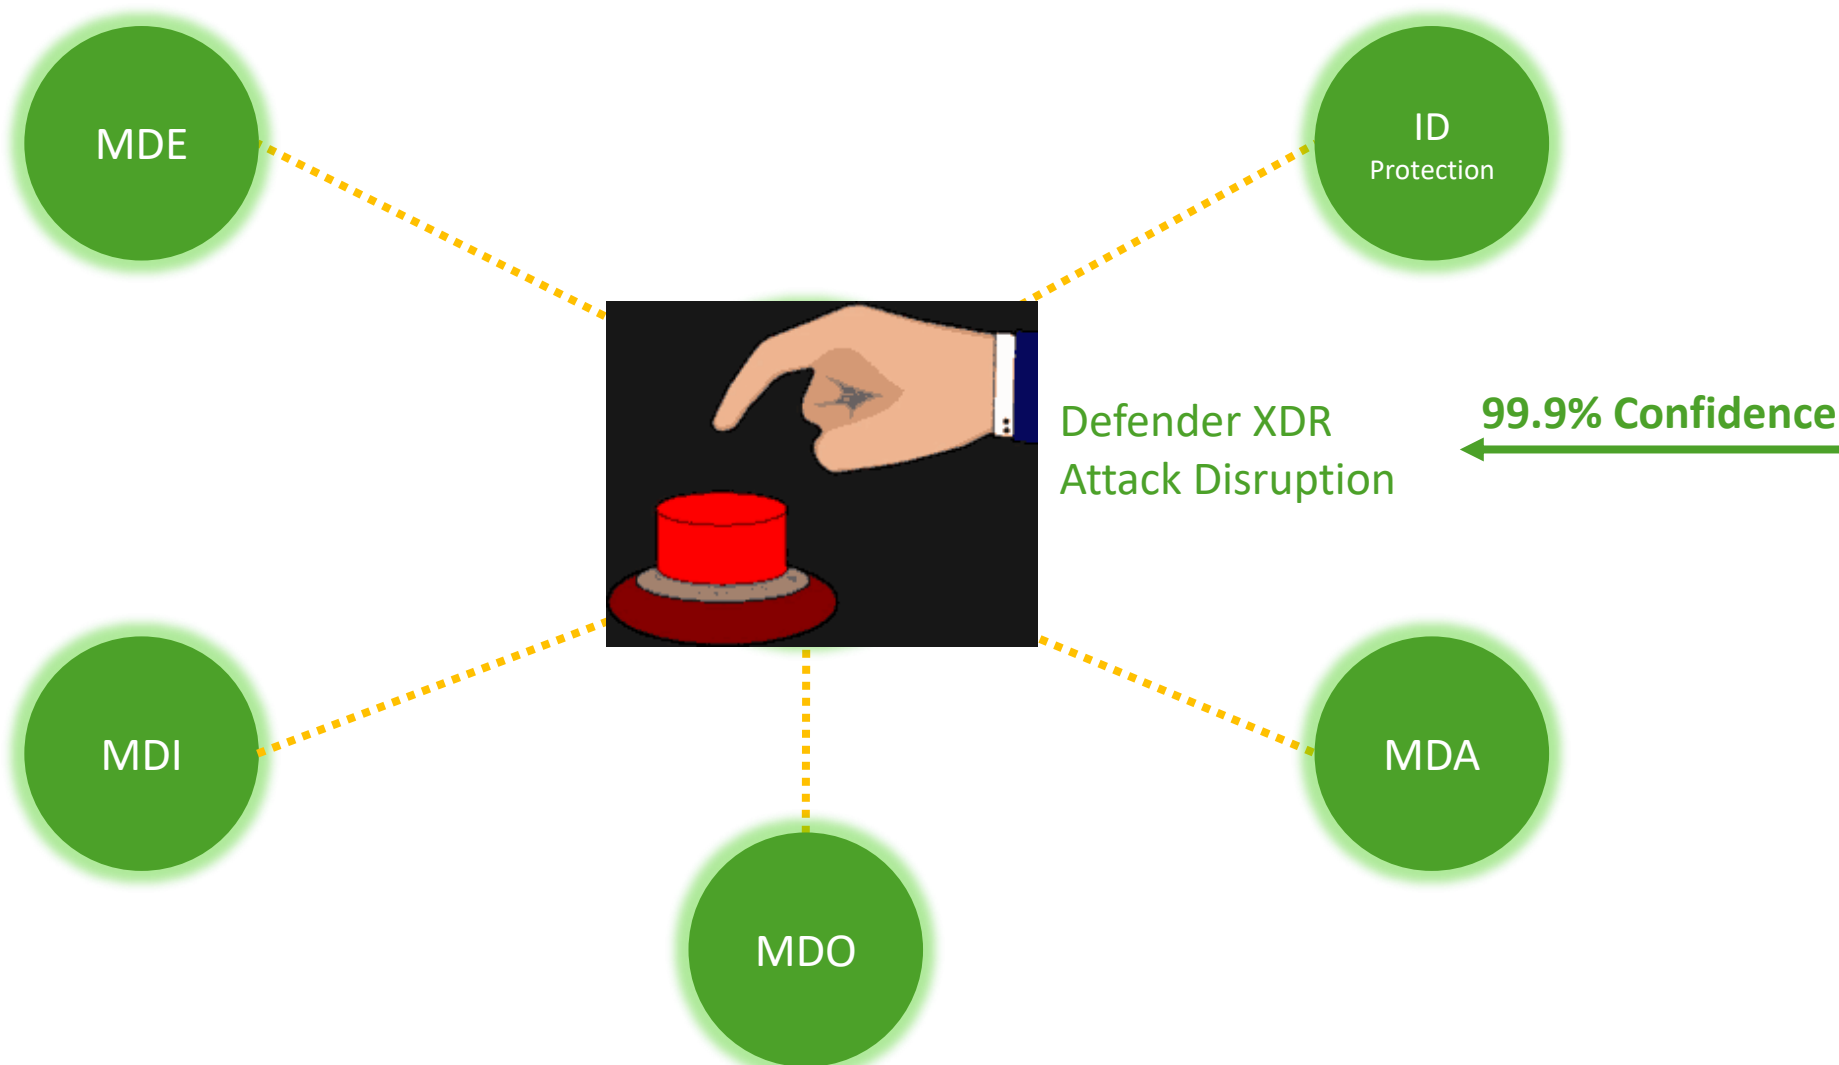 MDE
ID
Protection
Defender XDR
Attack Disruption
99.9% Confidence
MDI
MDA
MDO